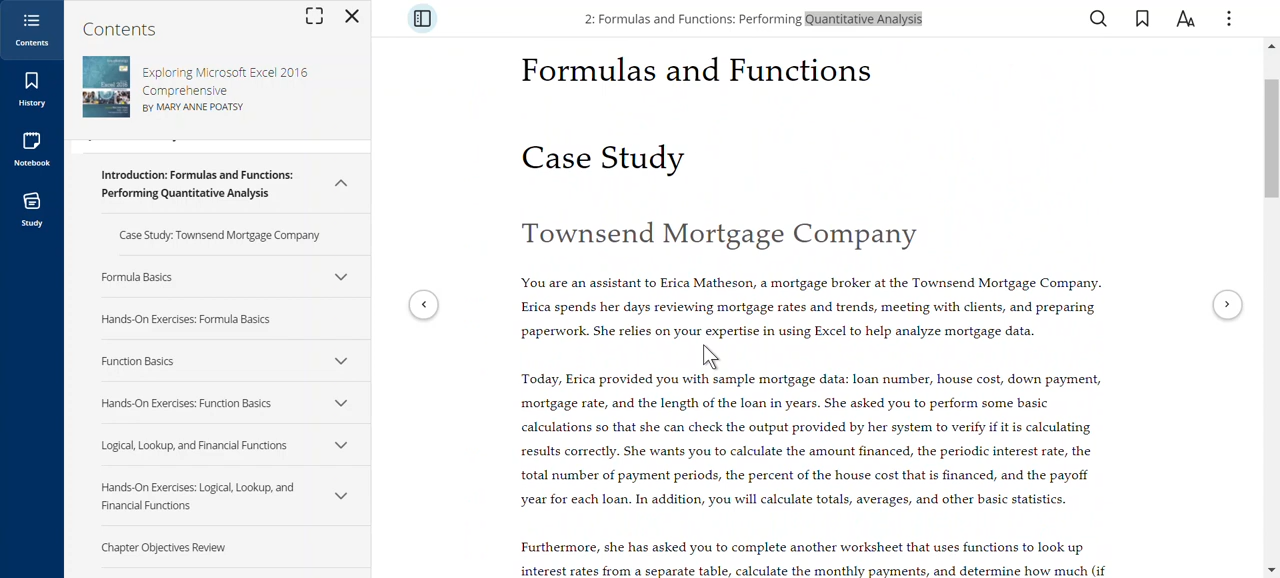 Contents
History
Notebook
Study
Contents
Exploring Microsoft Excel 2016
Comprehensive
BY MARY ANNE POATSY
Introduction: Formulas and Functions:
Performing Quantitative Analysis
Case Study: Townsend Mortgage Company
Formula Basics
Hands-On Exercises: Formula Basics
Function Basics
Hands-On Exercises: Function Basics
Logical, Lookup, and Financial Functions
Hands-On Exercises: Logical, Lookup, and
Financial Functions
Chapter Objectives Review
2: Formulas and Functions: Performing Quantitative Analysis
Formulas and Functions
Case Study
Townsend Mortgage Company
You are an assistant to Erica Matheson, a mortgage broker at the Townsend Mortgage Company.
Erica spends her days reviewing mortgage rates and trends, meeting with clients, and preparing
paperwork. She relies on your expertise in using Excel to help analyze mortgage data.
Today, Erica provided you with sample mortgage data: loan number, house cost, down payment,
mortgage rate, and the length of the loan in years. She asked you to perform some basic
calculations so that she can check the output provided by her system to verify if it is calculating
results correctly. She wants you to calculate the amount financed, the periodic interest rate, the
total number of payment periods, the percent of the house cost that is financed, and the payoff
year for each loan. In addition, you will calculate totals, averages, and other basic statistics.
Furthermore, she has asked you to complete another worksheet that uses functions to look up
interest rates from a separate table, calculate the monthly payments, and determine how much (if